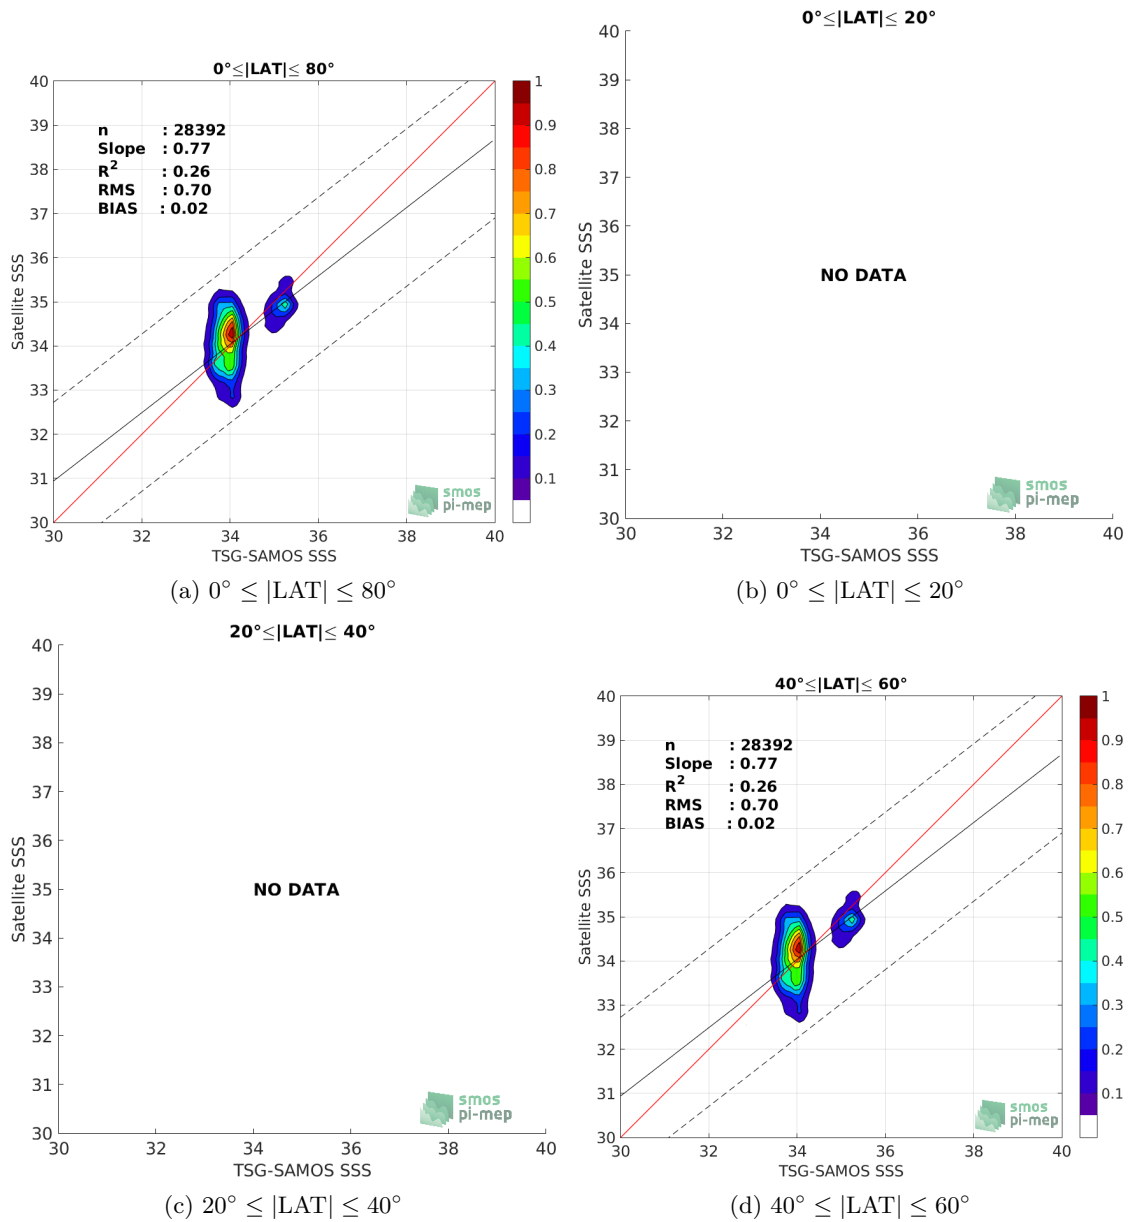 0°≤|LAT|≤ 80°
40
39
38
37
36
35
34
33
32
31
30
n : 28392
Slope : 0.77
R² : 0.26
RMS : 0.70
BIAS : 0.02
Satellite SSS
30 32 34 36 38 40
TSG-SAMOS SSS
1
0.9
0.8
0.7
0.6
0.5
0.4
0.3
0.2
0.1
smos
pi-mep
(a) 0° ≤ |LAT| ≤ 80°
0°≤|LAT|≤ 20°
40
39
38
37
36
35
34
33
32
31
30
Satellite SSS
NO DATA
smos
pi-mep
30 32 34 36 38 40
TSG-SAMOS SSS
(b) 0° ≤ |LAT| ≤ 20°
20°≤|LAT|≤ 40°
40
39
38
37
36
35
34
33
32
31
30
Satellite SSS
NO DATA
smos
pi-mep
30 32 34 36 38 40
TSG-SAMOS SSS
(c) 20° ≤ |LAT| ≤ 40°
40°≤|LAT|≤ 60°
40
39
38
37
36
35
34
33
32
31
30
n : 28392
Slope : 0.77
R² : 0.26
RMS : 0.70
BIAS : 0.02
Satellite SSS
30 32 34 36 38 40
TSG-SAMOS SSS
1
0.9
0.8
0.7
0.6
0.5
0.4
0.3
0.2
0.1
smos
pi-mep
(d) 40° ≤ |LAT| ≤ 60°